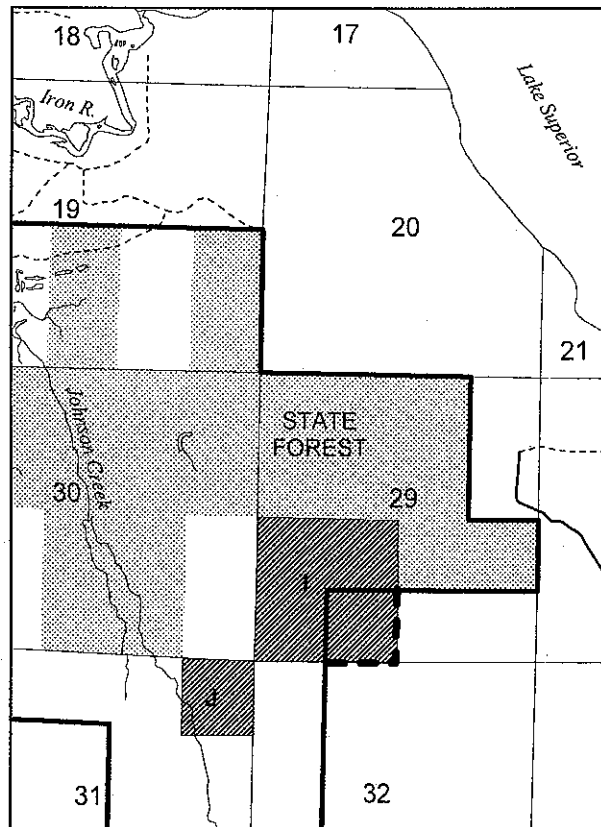 18
17
Iron R.
Lake Superior
19
20
21
Johnson Creek
STATE
FOREST
30
29
J
31
32